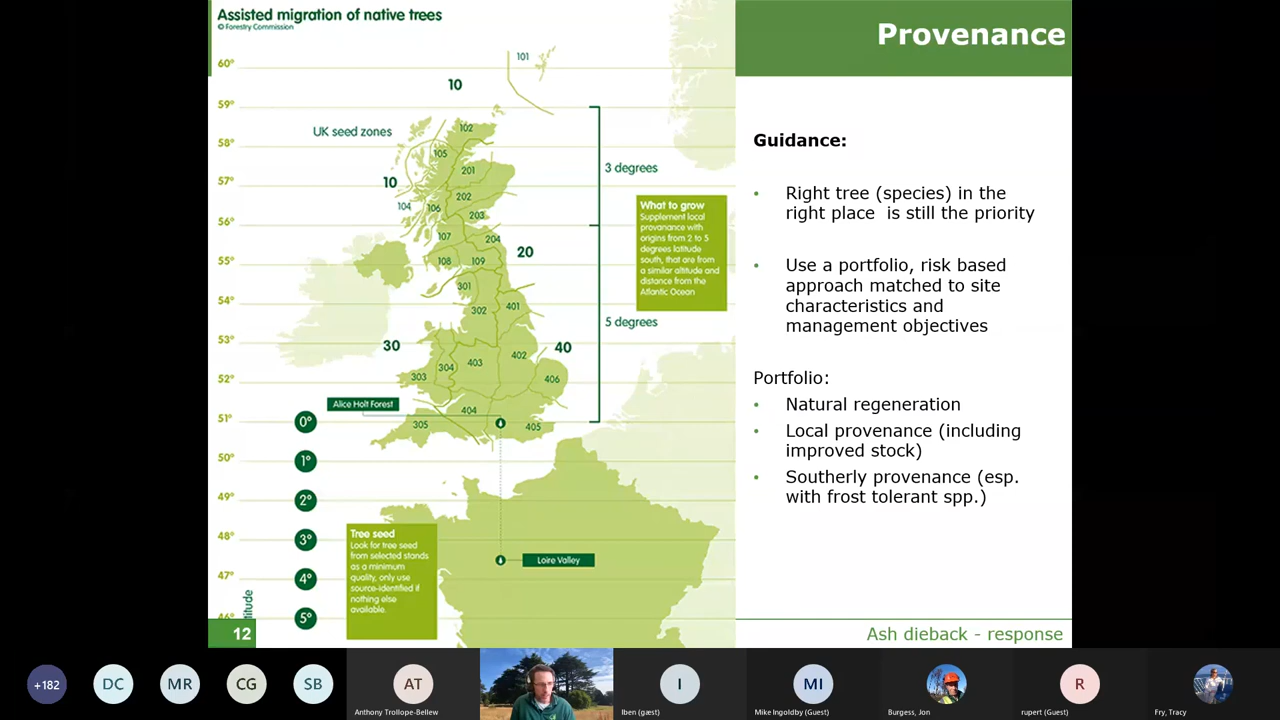 Assisted migration of native trees
© Forestry Commission
Provenance
60°
59°
58°
57°
56°
55°
54°
53°
52°
51°
50°
49°
48°
47°
46°
101
10
UK seed zones
102
105
201
10
202
104
106
203
3 degrees
107
204
20
108
109
301
302
401
5 degrees
30
40
402
403
304
303
406
Alice Holt Forest
404
305
405
0°
1°
2°
3°
4°
5°
What to grow
Supplement local
provanance with
origins from 2 to 5
degrees latitude
south, that are from
a similar altitude and
distance from the
Atlantic Ocean
Tree seed
Look for tree seed
from selected stands
as a minimum
quality, only use
source-identified if
nothing else
available.
Loire Valley
Guidance:
• Right tree (species) in the
right place is still the priority
• Use a portfolio, risk based
approach matched to site
characteristics and
management objectives
Portfolio:
• Natural regeneration
• Local provenance (including
improved stock)
• Southerly provenance (esp.
with frost tolerant spp.)
12
Ash dieback - response
+182
DC
MR
CG
SB
AT
Anthony Trollope-Bellew
I
Iben (gæst)
MI
Mike Ingoldby (Guest)
Burgess, Jon
R
rupert (Guest)
Fry, Tracy